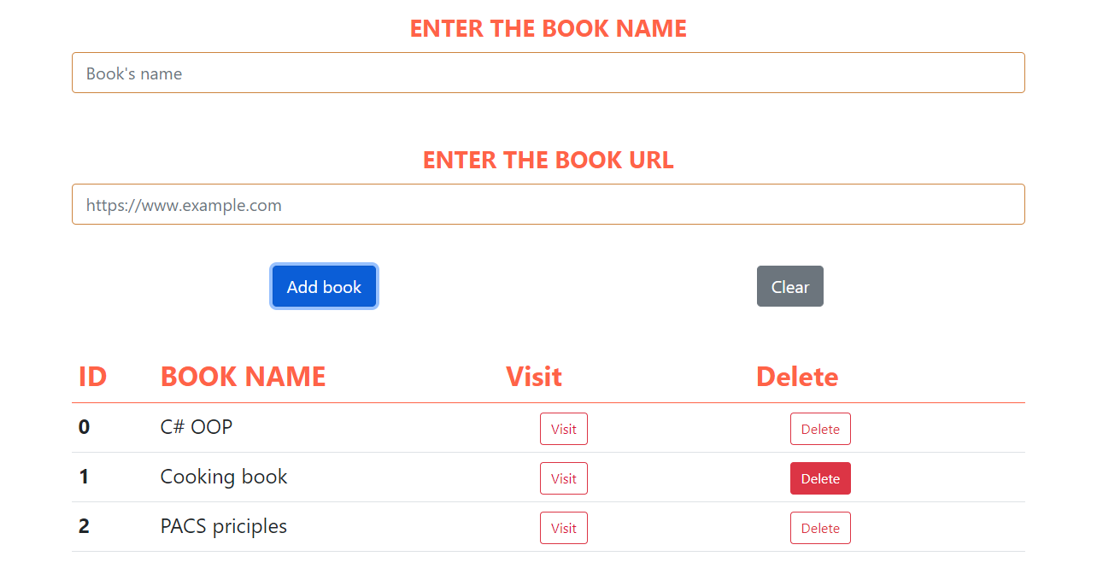 ENTER THE BOOK NAME
Book's name
ENTER THE BOOK URL
https://www.example.com
Add book Clear
ID BOOK NAME Visit Delete
0 C# OOP Visit Delete
1 Cooking book Visit Delete
2 PACS priciples Visit Delete